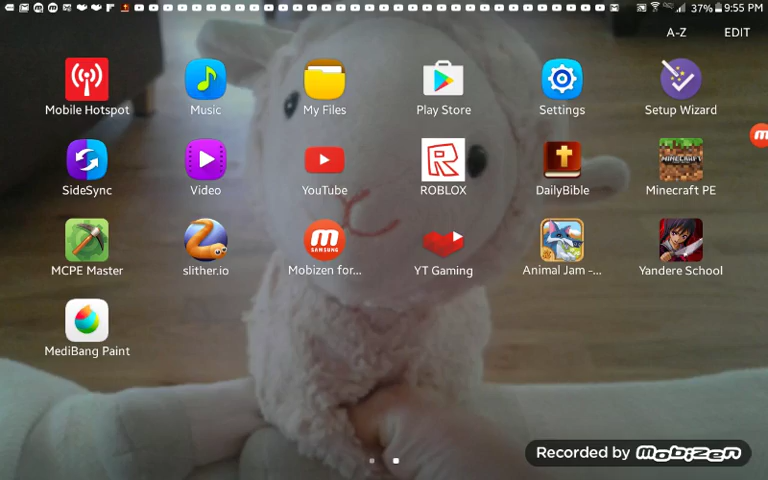 37% 9:55 PM
A-Z EDIT
Mobile Hotspot Music My Files Play Store Settings Setup Wizard
m
SideSync Video YouTube ROBLOX DailyBible Minecraft PE
MINECRAFT
MCPE Master slither.io Mobizen for... YT Gaming Animal Jam -... Yandere School
m
SAMSUNG
MediBang Paint
Recorded by mobizen